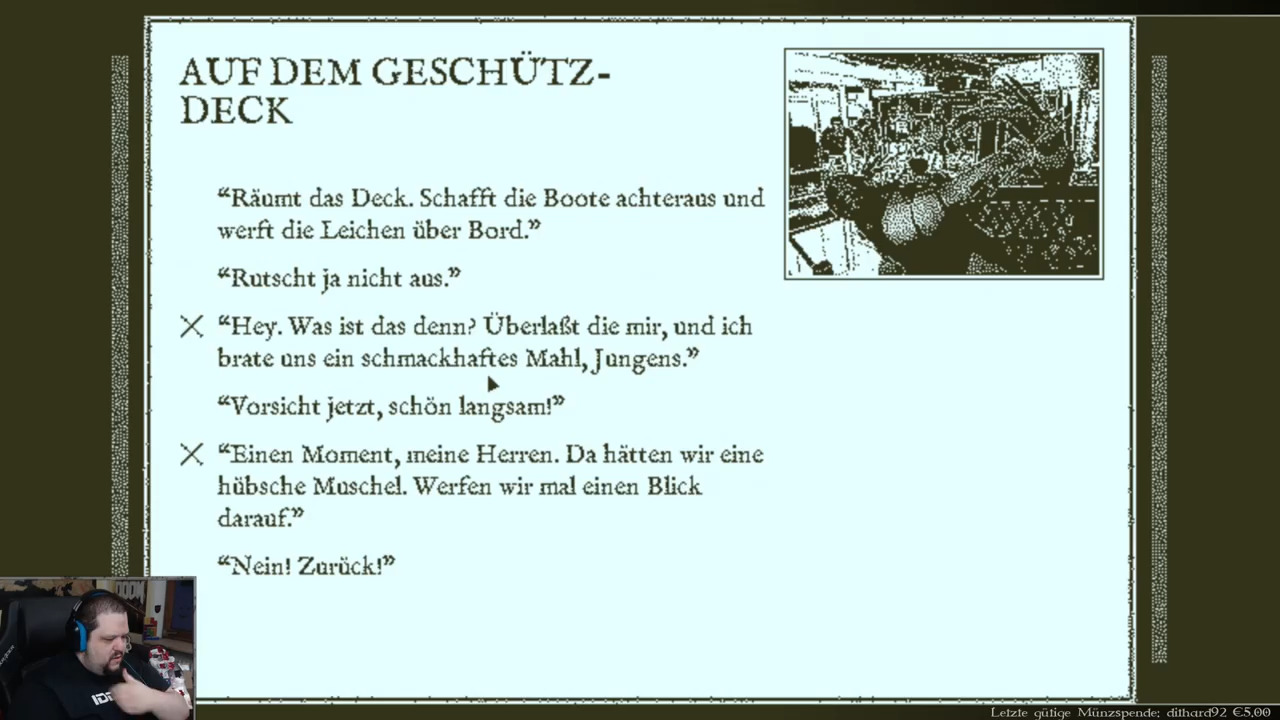 AUF DEM GESCHÜTZ-
DECK
“Räumt das Deck. Schafft die Boote achteraus und
werft die Leichen über Bord.”
“Rutscht ja nicht aus.”
“Hey. Was ist das denn? Überlaßt die mir, und ich
brate uns ein schmackhaftes Mahl, Jungens.”
“Vorsicht jetzt, schön langsam!”
“Einen Moment, meine Herren. Da hätten wir eine
hübsche Muschel. Werfen wir mal einen Blick
darauf.”
“Nein! Zurück!”
Letzte gütige Münzspende: dithard92 €5,00